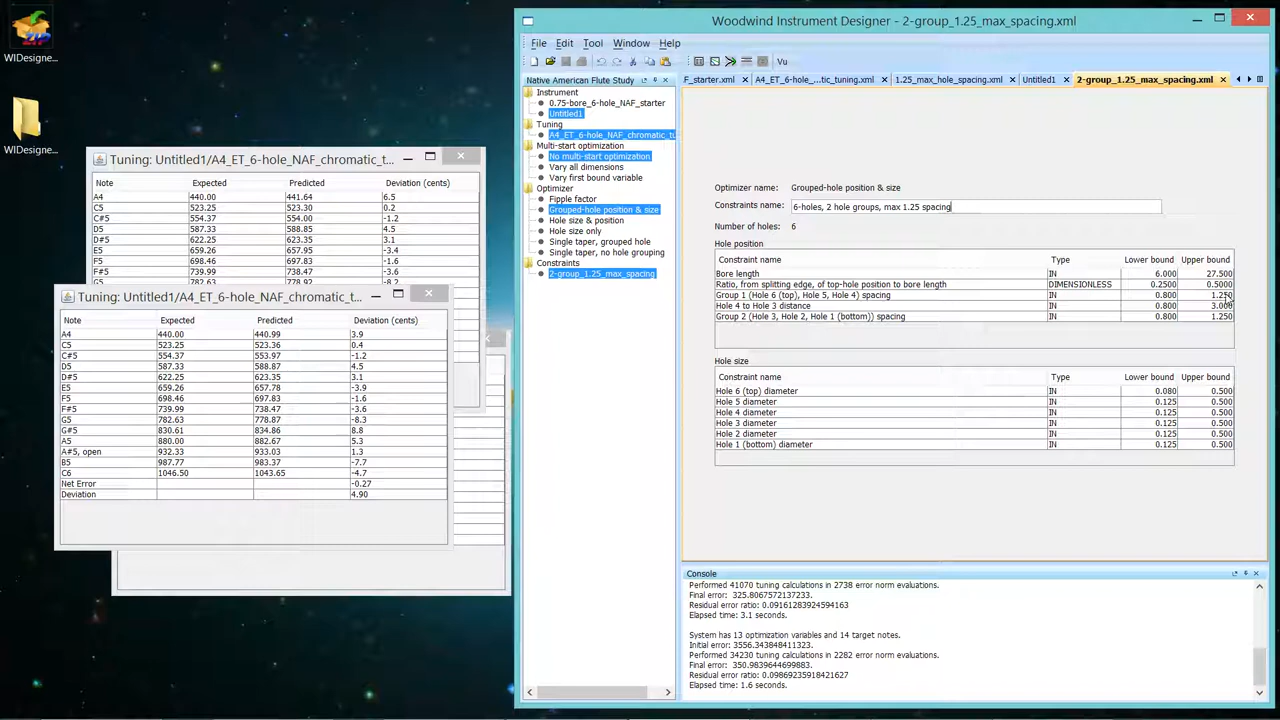 WIDesigne...
WIDesigne...
Woodwind Instrument Designer - 2-group_1.25_max_spacing.xml
File Edit Tool Window Help
Vu
Native American Flute Study
Instrument
0.75-bore_6-hole_NAF_starter
Untitled1
Tuning
A4_ET_6-hole_NAF_chromatic_tu
Multi-start optimization
No multi-start optimization
Vary all dimensions
Vary first bound variable
Optimizer
Fipple factor
Grouped-hole position & size
Hole size & position
Hole size only
Single taper, grouped hole
Single taper, no hole grouping
Constraints
2-group_1.25_max_spacing
F_starter.xml A4_ET_6-hole_...tic_tuning.xml 1.25_max_hole_spacing.xml Untitled1 2-group_1.25_max_spacing.xml
Optimizer name: Grouped-hole position & size
Constraints name: 6-holes, 2 hole groups, max 1.25 spacing
Number of holes: 6
Hole position
Constraint name Type Lower bound Upper bound
Bore length IN 6.000 27.500
Ratio, from splitting edge, of top-hole position to bore length DIMENSIONLESS 0.2500 0.5000
Group 1 (Hole 6 (top), Hole 5, Hole 4) spacing IN 0.800 1.250
Hole 4 to Hole 3 distance IN 0.800 3.000
Group 2 (Hole 3, Hole 2, Hole 1 (bottom)) spacing IN 0.800 1.250
Hole size
Constraint name Type Lower bound Upper bound
Hole 6 (top) diameter IN 0.080 0.500
Hole 5 diameter IN 0.125 0.500
Hole 4 diameter IN 0.125 0.500
Hole 3 diameter IN 0.125 0.500
Hole 2 diameter IN 0.125 0.500
Hole 1 (bottom) diameter IN 0.125 0.500
Console
Performed 41070 tuning calculations in 2738 error norm evaluations.
Final error: 325.8067572137233.
Residual error ratio: 0.09161283924594163
Elapsed time: 3.1 seconds.
System has 13 optimization variables and 14 target notes.
Initial error: 3556.343848411323.
Performed 34230 tuning calculations in 2282 error norm evaluations.
Final error: 350.9839644699883.
Residual error ratio: 0.09869235918421627
Elapsed time: 1.6 seconds.
Tuning: Untitled1/A4_ET_6-hole_NAF_chromatic_t...
Note Expected Predicted Deviation (cents)
A4 440.00 441.64 6.5
C5 523.25 523.30 0.2
C#5 554.37 554.00 -1.2
D5 587.33 588.85 4.5
D#5 622.25 623.35 3.1
E5 659.26 657.95 -3.4
F5 698.46 697.83 -1.6
F#5 739.99 738.47 -3.6
Tuning: Untitled1/A4_ET_6-hole_NAF_chromatic_t...
Note Expected Predicted Deviation (cents)
A4 440.00 440.99 3.9
C5 523.25 523.36 0.4
C#5 554.37 553.97 -1.2
D5 587.33 588.87 4.5
D#5 622.25 623.35 3.1
E5 659.26 657.78 -3.9
F5 698.46 697.83 -1.6
F#5 739.99 738.47 -3.6
G5 782.63 778.87 -8.3
G#5 830.61 834.86 8.8
A5 880.00 882.67 5.3
A#5, open 932.33 933.03 1.3
B5 987.77 983.37 -7.7
C6 1046.50 1043.65 -4.7
Net Error -0.27
Deviation 4.90